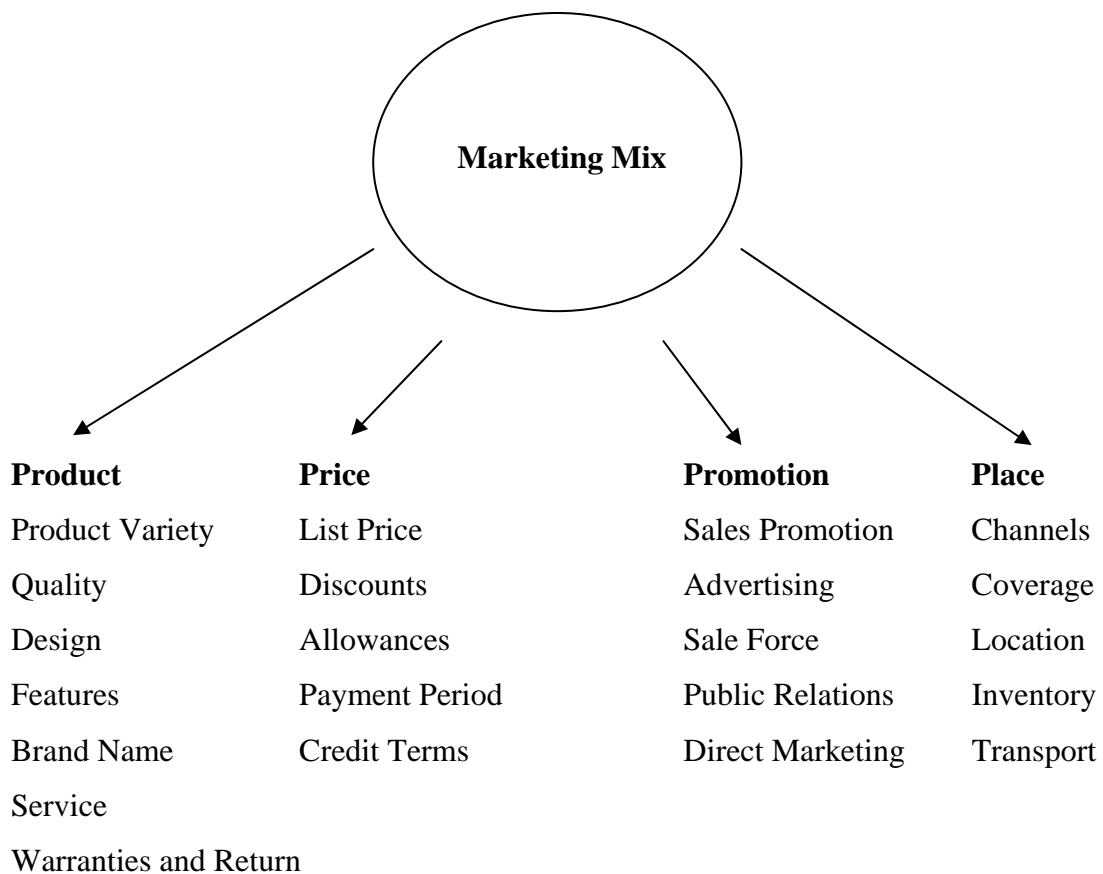 Marketing Mix
Product Price Promotion Place
Product Variety List Price Sales Promotion Channels
Quality Discounts Advertising Coverage
Design Allowances Sale Force Location
Features Payment Period Public Relations Inventory
Brand Name Credit Terms Direct Marketing Transport
Service
Warranties and Return